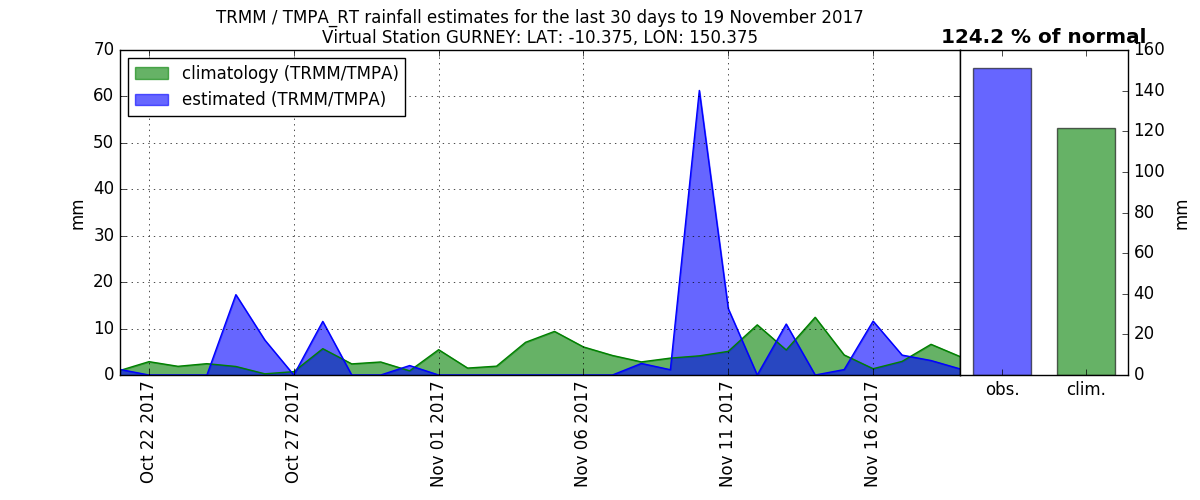 TRMM / TMPA_RT rainfall estimates for the last 30 days to 19 November 2017
Virtual Station GURNEY: LAT: -10.375, LON: 150.375
124.2 % of normal
climatology (TRMM/TMPA)
estimated (TRMM/TMPA)
70
60
50
40
30
20
10
0
mm
Oct 22 2017
Oct 27 2017
Nov 01 2017
Nov 06 2017
Nov 11 2017
Nov 16 2017
160
140
120
100
80
60
40
20
0
mm
obs.
clim.